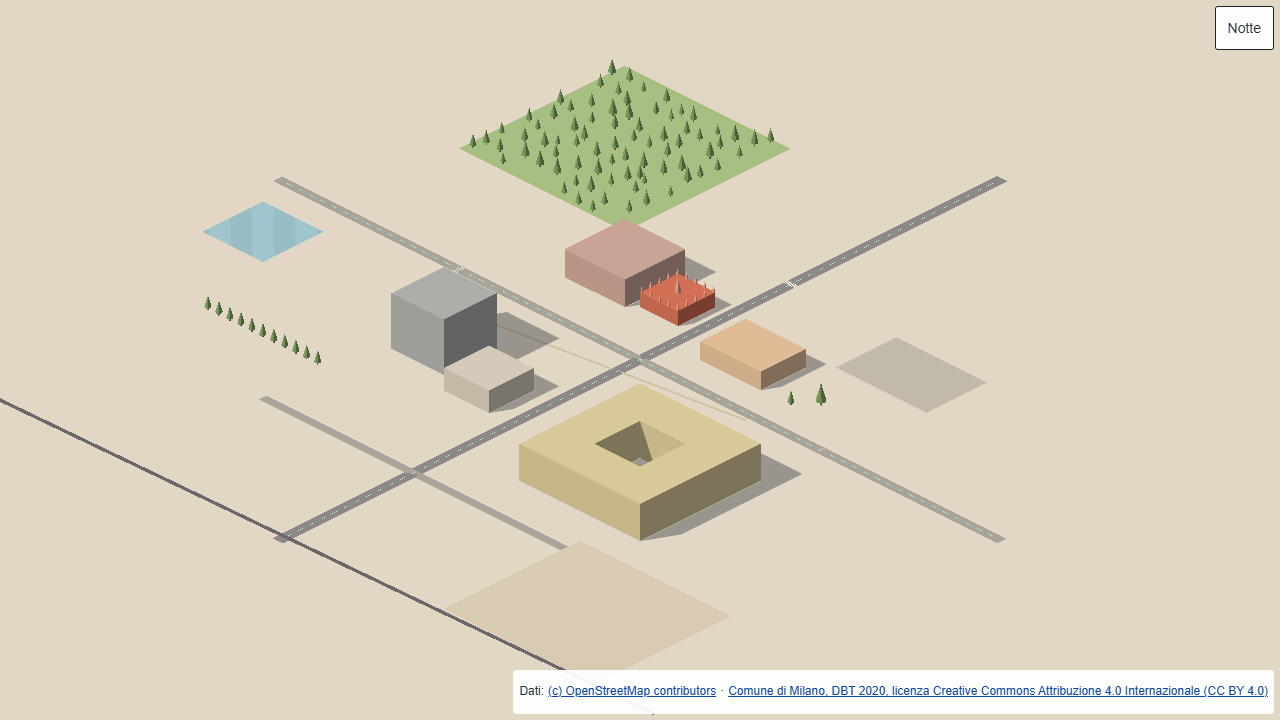 Notte
Dati: (c) OpenStreetMap contributors · Comune di Milano, DBT 2020, licenza Creative Commons Attribuzione 4.0 Internazionale (CC BY 4.0)